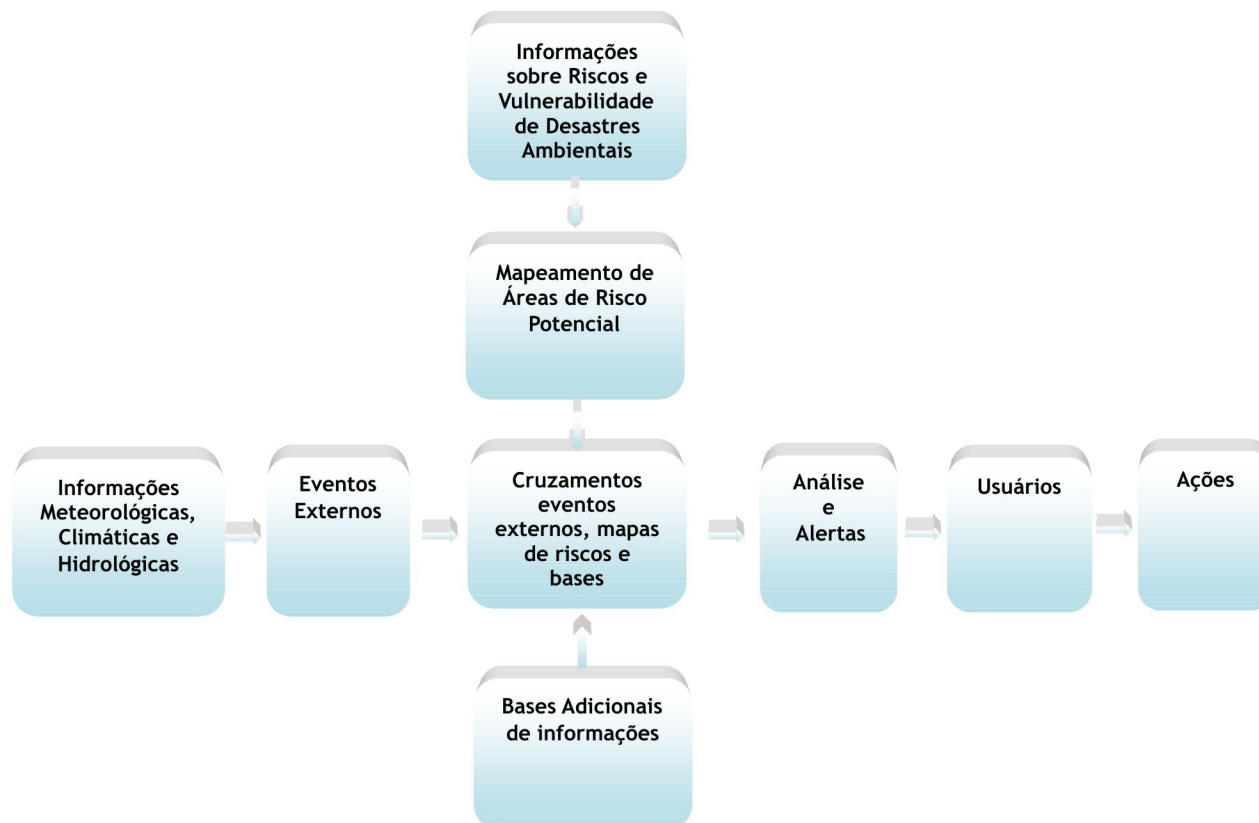 Informações
sobre Riscos e
Vulnerabilidade
de Desastres
Ambientais
Mapeamento de
Áreas de Risco
Potencial
Informações
Meteorológicas,
Climáticas e
Hidrológicas
Eventos
Externos
Cruzamentos
eventos
externos, mapas
de riscos e
bases
Análise
e
Alertas
Usuários
Ações
Bases Adicionais
de informações